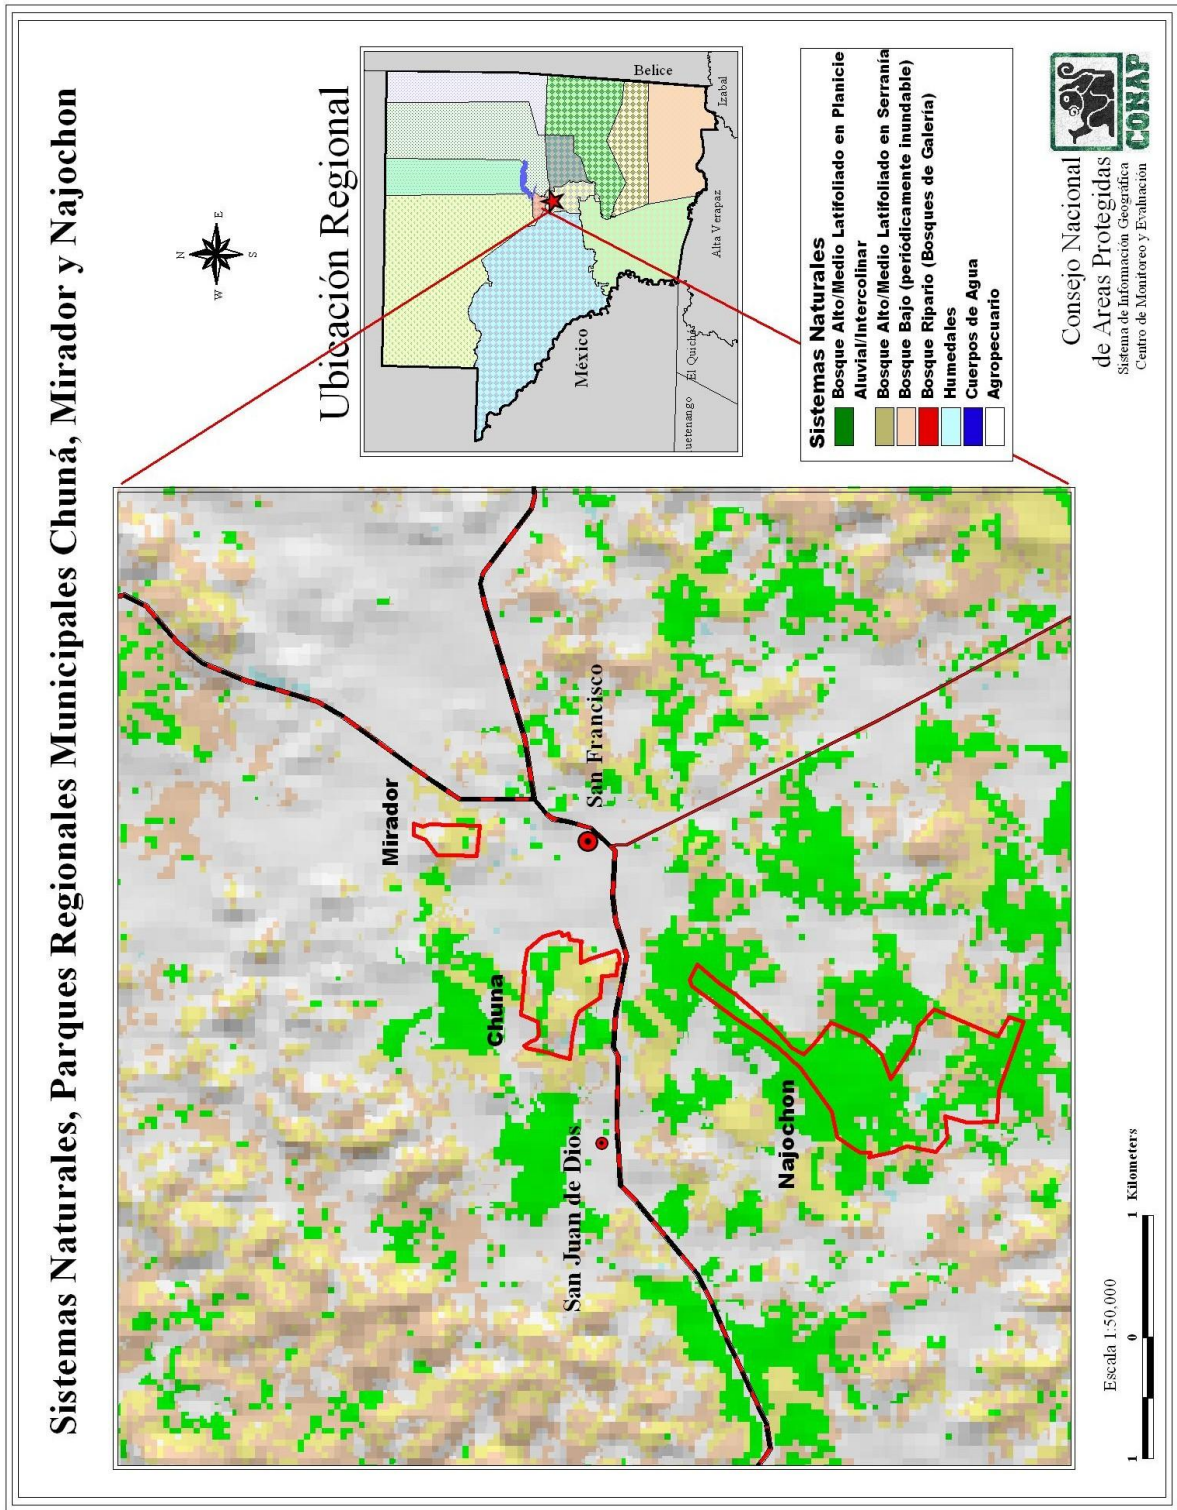 Sistemas Naturales, Parques Regionales Municipales Chuná, Mirador y Najochon
N
W
E
S
Ubicación Regional
Belice
México
Izabal
Alta Verapaz
El Quiché
uetenango
Mirador
Chuna
San Francisco
San Juan de Dios
Najochon
Sistemas Naturales
Bosque Alto/Medio Latifoliado en Planicie
Aluvial/Intercolinar
Bosque Alto/Medio Latifoliado en Serranía
Bosque Bajo (periódicamente inundable)
Bosque Ripario (Bosques de Galería)
Humedales
Cuerpos de Agua
Agropecuario
Escala 1:50,000
1 0 1 Kilometers
CONAP
Consejo Nacional
de Areas Protegidas
Sistema de Información Geográfica
Centro de Monitoreo y Evaluación